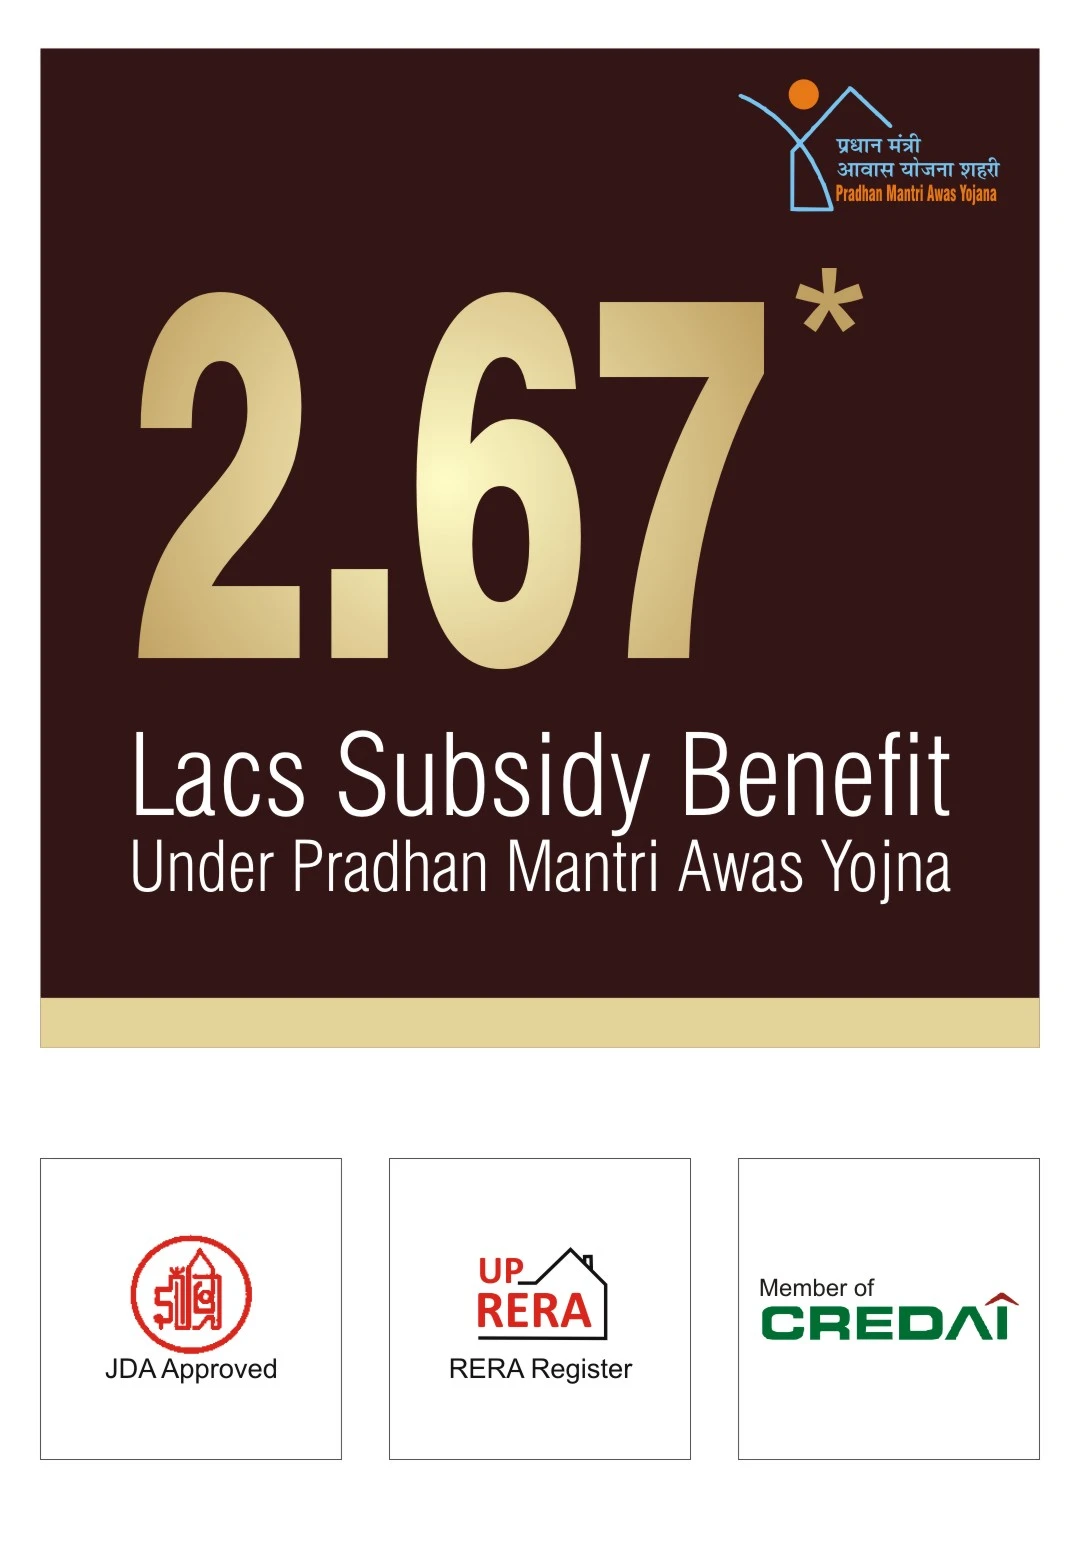 प्रधान मंत्री
आवास योजना शहरी
Pradhan Mantri Awas Yojana
2.67*
Lacs Subsidy Benefit
Under Pradhan Mantri Awas Yojna
JDA Approved
UP
RERA
RERA Register
Member of
CREDAI